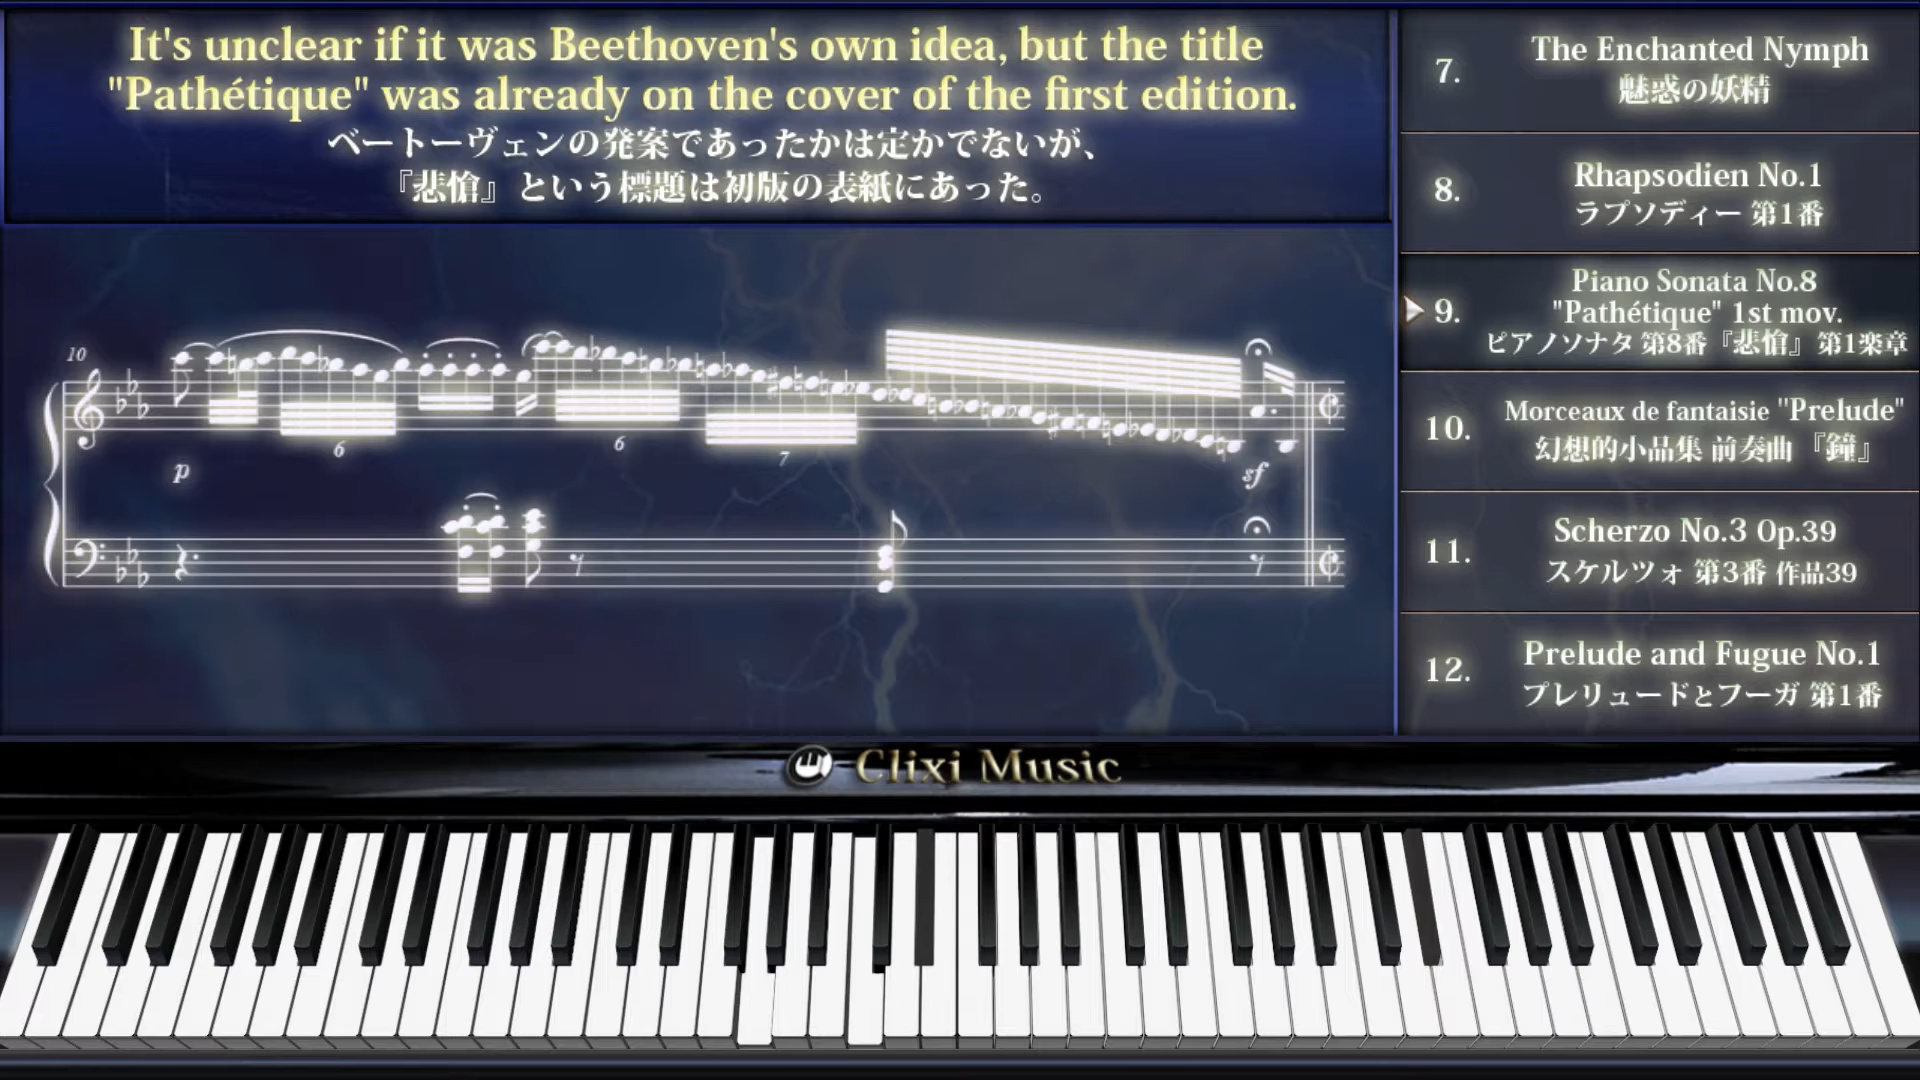 It's unclear if it was Beethoven's own idea, but the title
"Pathétique" was already on the cover of the first edition.
ベートーヴェンの発案であったかは定かでないが、
『悲愴』という標題は初版の表紙にあった。
10
6
6
7
p
sf
7.
The Enchanted Nymph
魅惑の妖精
8.
Rhapsodien No.1
ラプソディー 第1番
9.
Piano Sonata No.8
"Pathétique" 1st mov.
ピアノソナタ 第8番『悲愴』第1楽章
10.
Morceaux de fantaisie "Prelude"
幻想的小品集 前奏曲『鐘』
11.
Scherzo No.3 Op.39
スケルツォ 第3番 作品39
12.
Prelude and Fugue No.1
プレリュードとフーガ 第1番
Clixi Music